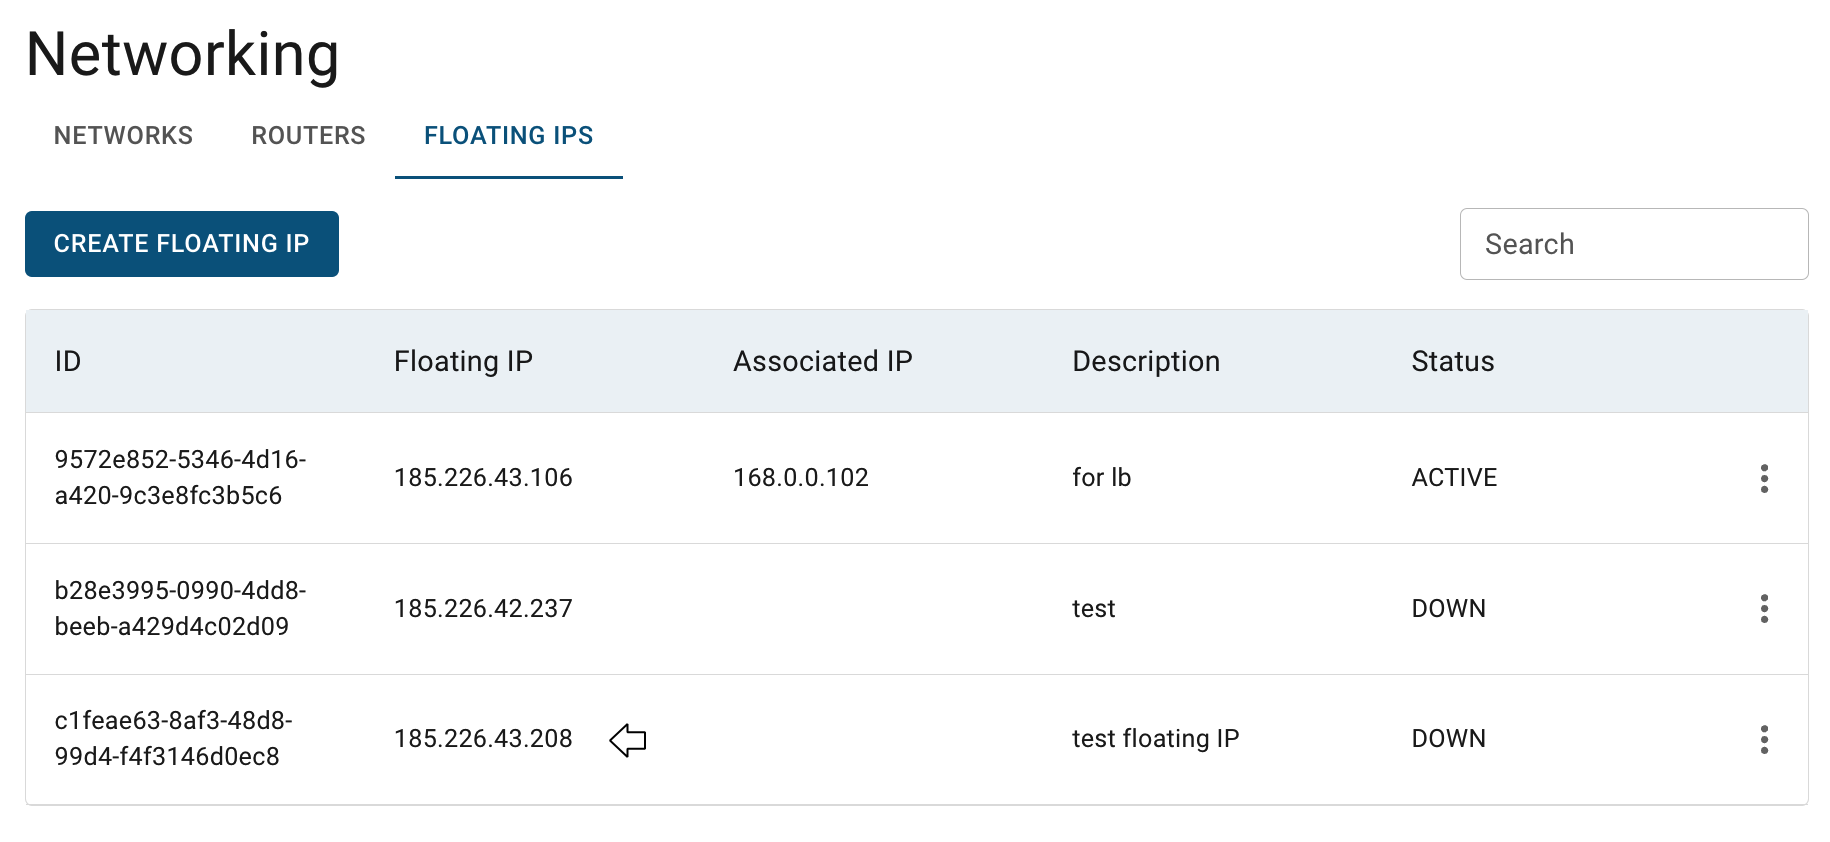 Networking
NETWORKS ROUTERS FLOATING IPS
CREATE FLOATING IP Search
ID Floating IP Associated IP Description Status
9572e852-5346-4d16-
a420-9c3e8fc3b5c6 185.226.43.106 168.0.0.102 for lb ACTIVE
b28e3995-0990-4dd8-
beeb-a429d4c02d09 185.226.42.237 test DOWN
c1feae63-8af3-48d8-
99d4-f4f3146d0ec8 185.226.43.208 test floating IP DOWN